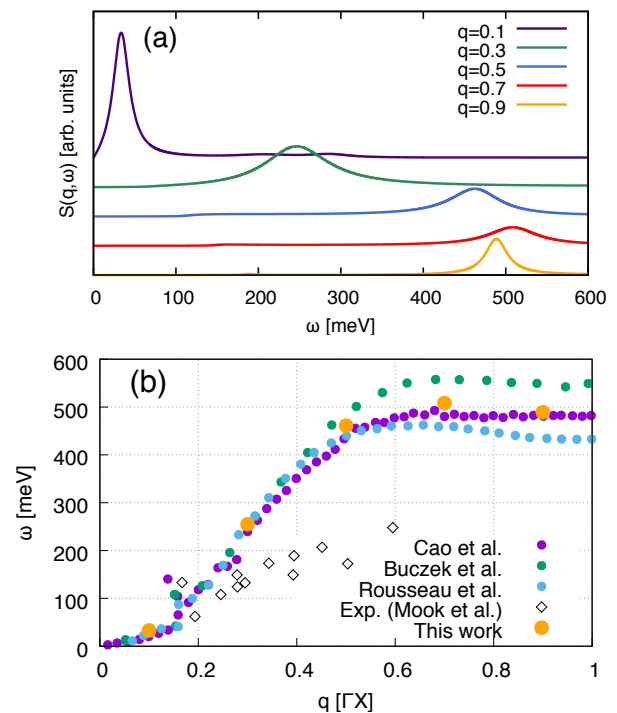 (a)
q=0.1
q=0.3
q=0.5
q=0.7
q=0.9
S(q,ω) [arb. units]
0 100 200 300 400 500 600
ω [meV]
(b)
600
500
400
300
200
100
0
ω [meV]
Cao et al.
Buczek et al.
Rousseau et al.
Exp. (Mook et al.)
This work
0 0.2 0.4 0.6 0.8 1
q [ΓX]